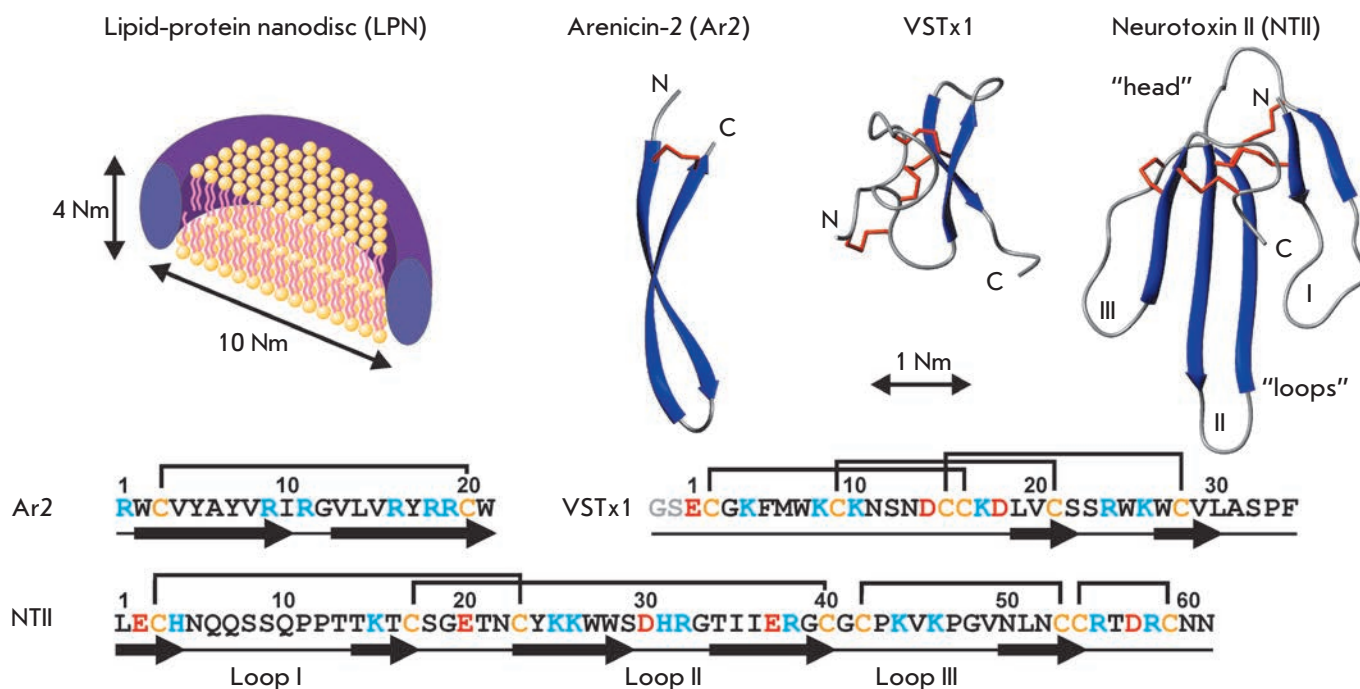 Lipid-protein nanodisc (LPN) Arenicin-2 (Ar2) VSTx1 Neurotoxin II (NTII)
"head"
N
N
C
4 Nm
N
C
C
I
III
10 Nm
1 Nm
"loops"
II
1 10 20
Ar2 RWCVYAYVRIRGVLVRYRRCW
1 10 20 30
VSTx1 GSECGKFMWKCKNSNDCCKDLVCSSRWKWCVLASPF
1 10 20 30 40 50 60
NTII LECHNQQSSQPPTTKTCSGETNCYKKWWSDHRGTIIERGCGCPKVKPGVNLNCCRTDRCNN
Loop I Loop II Loop III